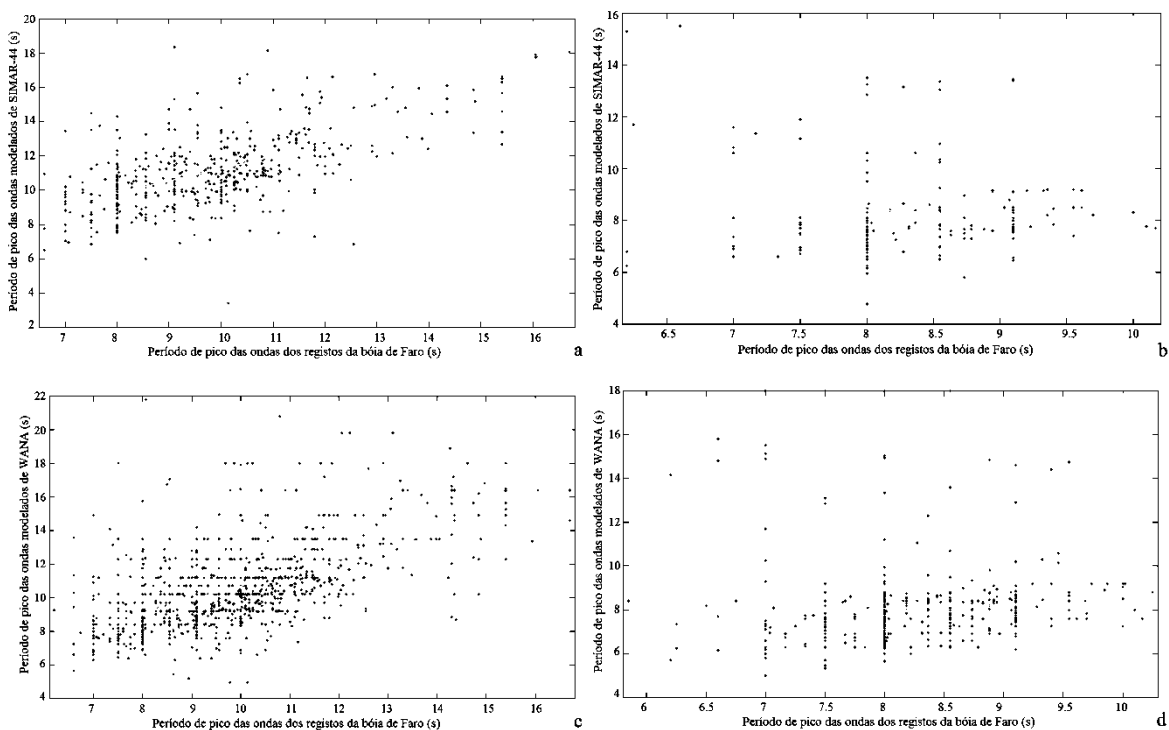 Período de pico das ondas modelados de SIMAR-44 (s)
20
18
16
14
12
10
8
6
4
2
7 8 9 10 11 12 13 14 15 16
Período de pico das ondas dos registos da bóia de Faro (s)
a
Período de pico das ondas modelados de SIMAR-44 (s)
16
14
12
10
8
6
4
6.5 7 7.5 8 8.5 9 9.5 10
Período de pico das ondas dos registos da bóia de Faro (s)
b
Período de pico das ondas modelados de WANA (s)
22
20
18
16
14
12
10
8
6
4
7 8 9 10 11 12 13 14 15 16
Período de pico das ondas dos registos da bóia de Faro (s)
c
Período de pico das ondas modelados de WANA (s)
18
16
14
12
10
8
6
4
6 6.5 7 7.5 8 8.5 9 9.5 10
Período de pico das ondas dos registos da bóia de Faro (s)
d